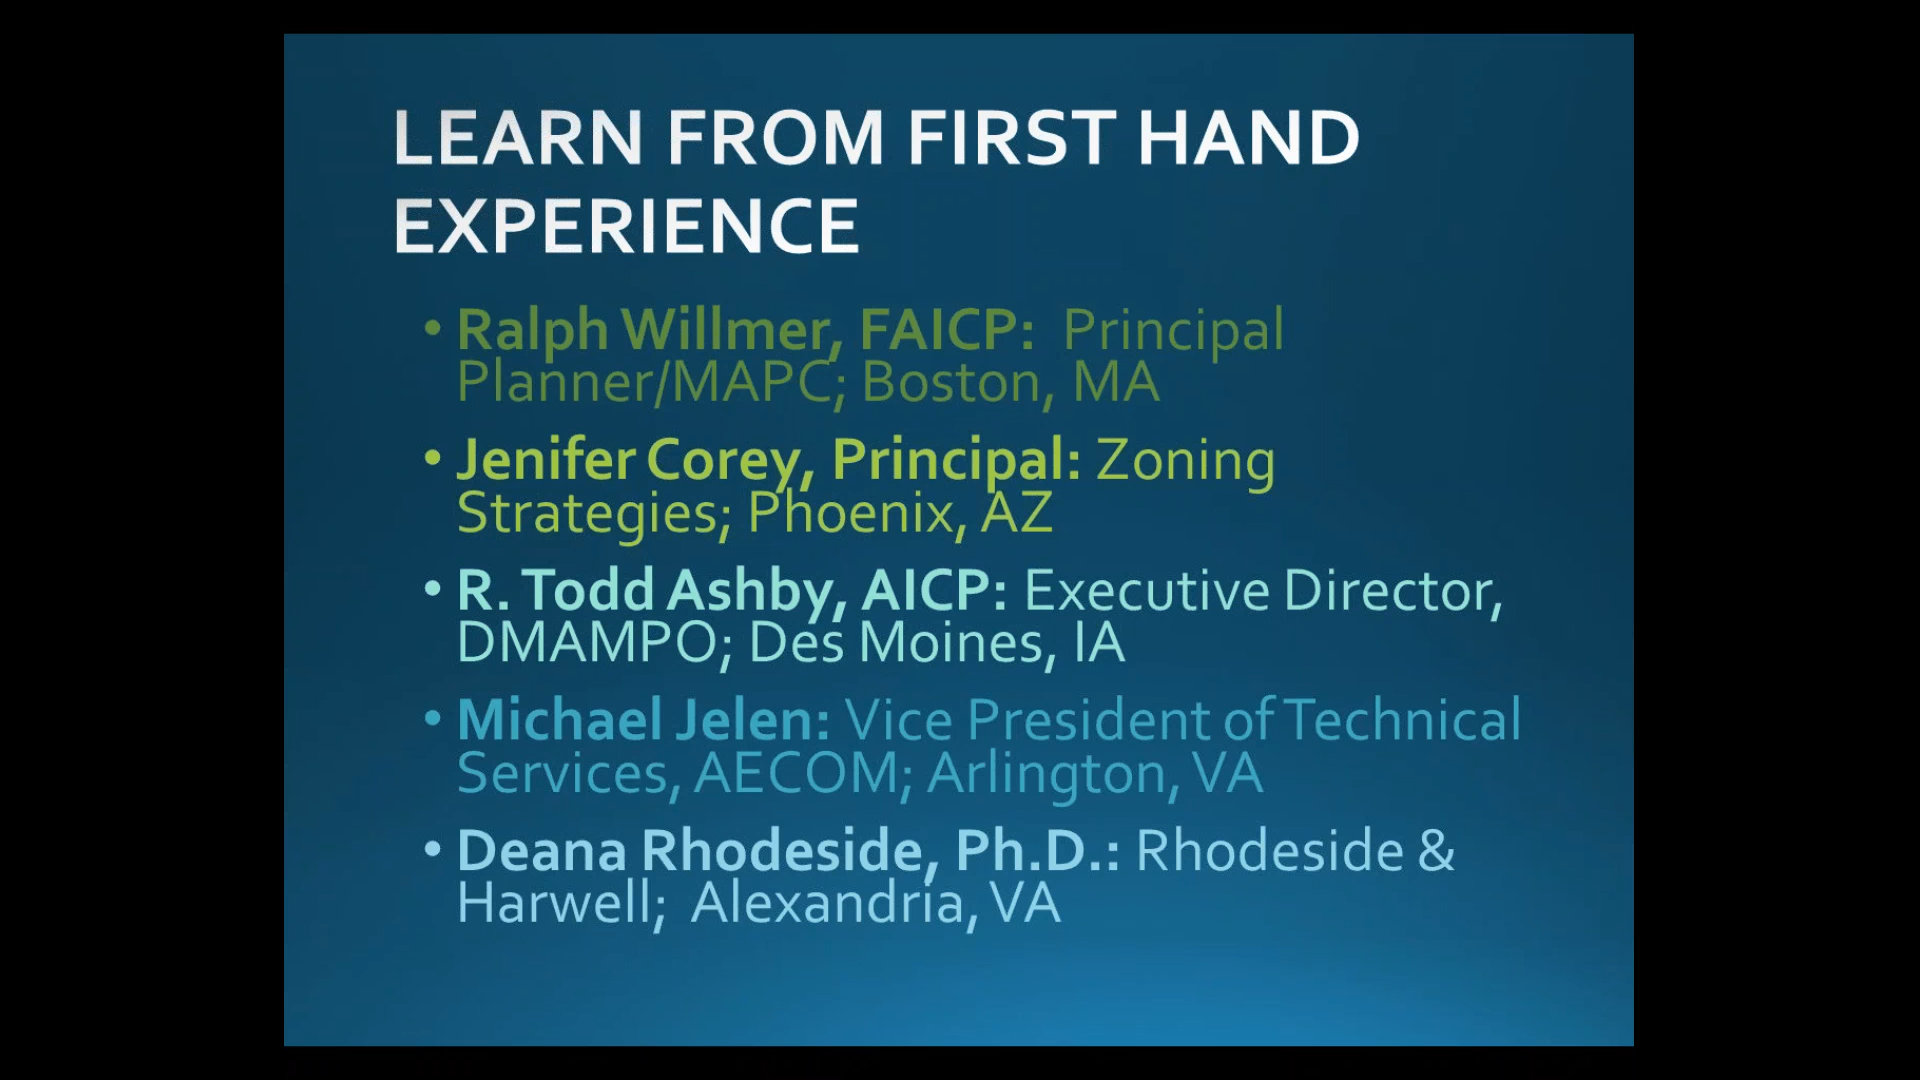 LEARN FROM FIRST HAND
EXPERIENCE
• Ralph Willmer, FAICP: Principal
Planner/MAPC; Boston, MA
• Jenifer Corey, Principal: Zoning
Strategies; Phoenix, AZ
• R. Todd Ashby, AICP: Executive Director,
DMAMPO; Des Moines, IA
• Michael Jelen: Vice President of Technical
Services, AECOM; Arlington, VA
• Deana Rhodeside, Ph.D.: Rhodeside &
Harwell; Alexandria, VA